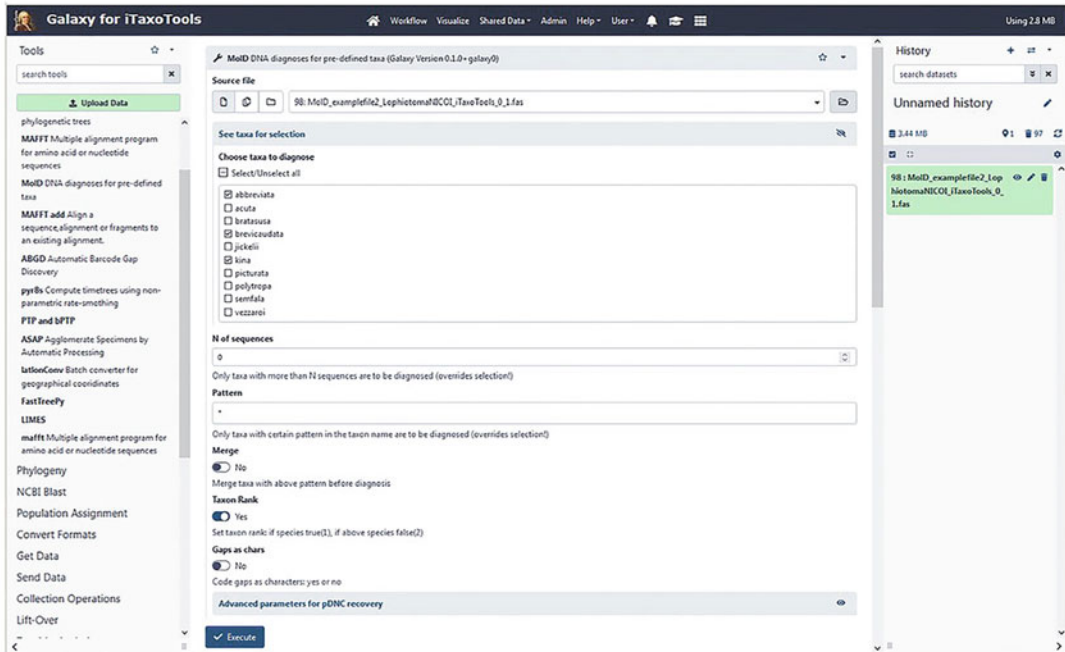 Galaxy for iTaxoTools
Workflow Visualize Shared Data Admin Help User
Using 2.8 MB
Tools
search tools
Upload Data
phylogenetic trees
MAFFT Multiple alignment program
for amino acid or nucleotide
sequences
MolD DNA diagnoses for pre-defined
taxa
MAFFT add Align a
sequence,alignment or fragments to
an existing alignment.
ABGD Automatic Barcode Gap
Discovery
pyr8s Compute timetrees using non-
parametric rate-smothing
PTP and bPTP
ASAP Agglomerate Specimens by
Automatic Processing
latlonConv Batch converter for
geographical cooridinates
FastTreePy
LIMES
mafft Multiple alignment program for
amino acid or nucleotide sequences
Phylogeny
NCBI Blast
Population Assignment
Convert Formats
Get Data
Send Data
Collection Operations
Lift-Over
MolD DNA diagnoses for pre-defined taxa (Galaxy Version 0.1.0+galaxy0)
Source file
98: MolD_examplefile2_LophiotomaNICOI_iTaxoTools_0_1.fas
See taxa for selection
Choose taxa to diagnose
Select/Unselect all
abbreviata
acuta
bratasusa
brevicaudata
jickelii
kina
picturata
polytropa
semfala
vezzaroi
N of sequences
0
Only taxa with more than N sequences are to be diagnosed (overrides selection!)
Pattern
*
Only taxa with certain pattern in the taxon name are to be diagnosed (overrides selection!)
Merge
No
Merge taxa with above pattern before diagnosis
Taxon Rank
Yes
Set taxon rank: if species true(1), if above species false(2)
Gaps as chars
No
Code gaps as characters: yes or no
Advanced parameters for pDNC recovery
Execute
History
search datasets
Unnamed history
3.44 MB 1 97
98 : MolD_examplefile2_Lop
hiotomaNICOI_iTaxoTools_0_
1.fas